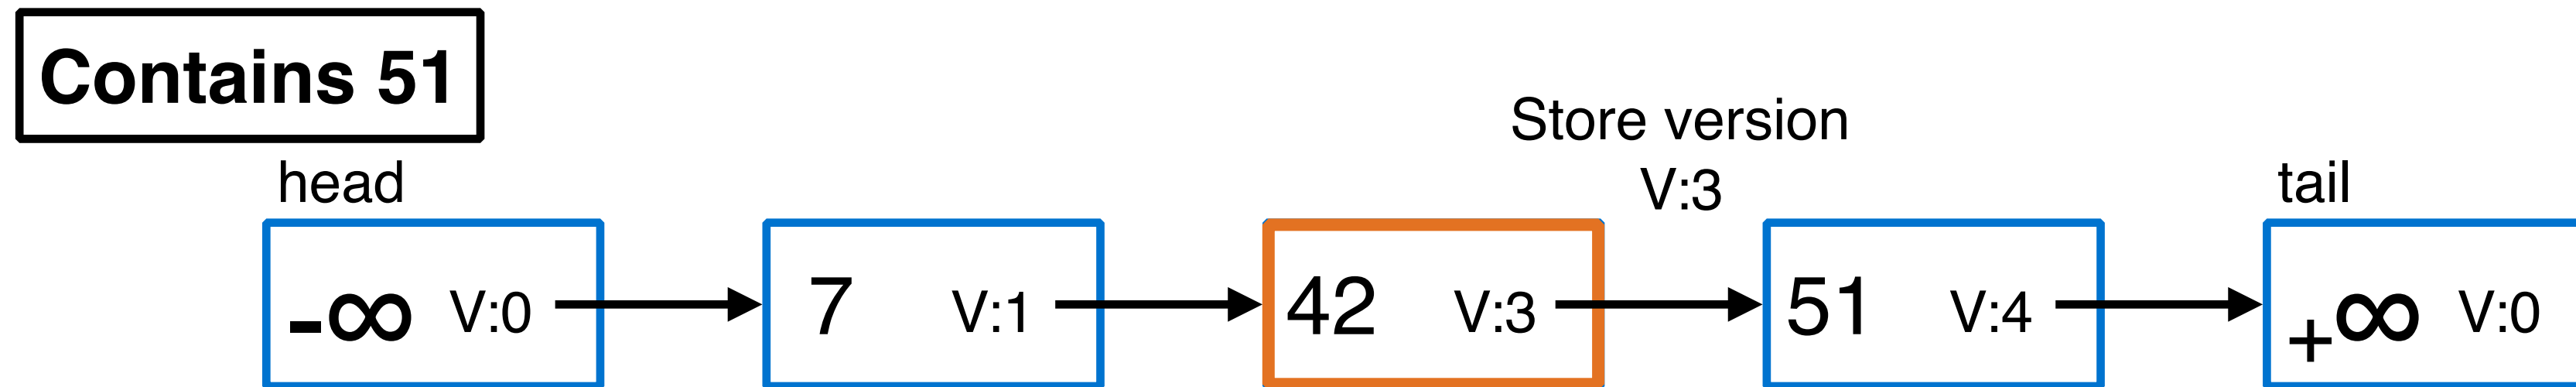 Contains 51
Store version
V:3
head
tail
-∞ V:0
7 V:1
42 V:3
51 V:4
+∞ V:0